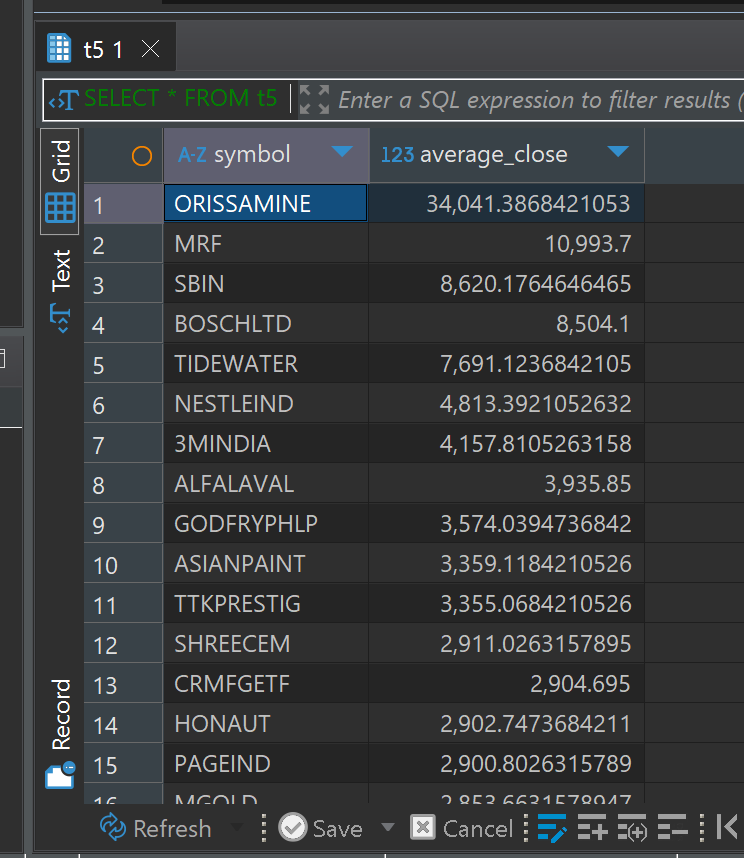 t5 1
SELECT * FROM t5 Enter a SQL expression to filter results (
Grid
Text
Record
A-Z symbol 123 average_close
1 ORISSAMINE 34,041.3868421053
2 MRF 10,993.7
3 SBIN 8,620.1764646465
4 BOSCHLTD 8,504.1
5 TIDEWATER 7,691.1236842105
6 NESTLEIND 4,813.3921052632
7 3MINDIA 4,157.8105263158
8 ALFALAVAL 3,935.85
9 GODFRYPHLP 3,574.0394736842
10 ASIANPAINT 3,359.1184210526
11 TTKPRESTIG 3,355.0684210526
12 SHREECEM 2,911.0263157895
13 CRMFGETF 2,904.695
14 HONAUT 2,902.7473684211
15 PAGEIND 2,900.8026315789
16 MGOLD 2,853.6631578947
Refresh Save Cancel